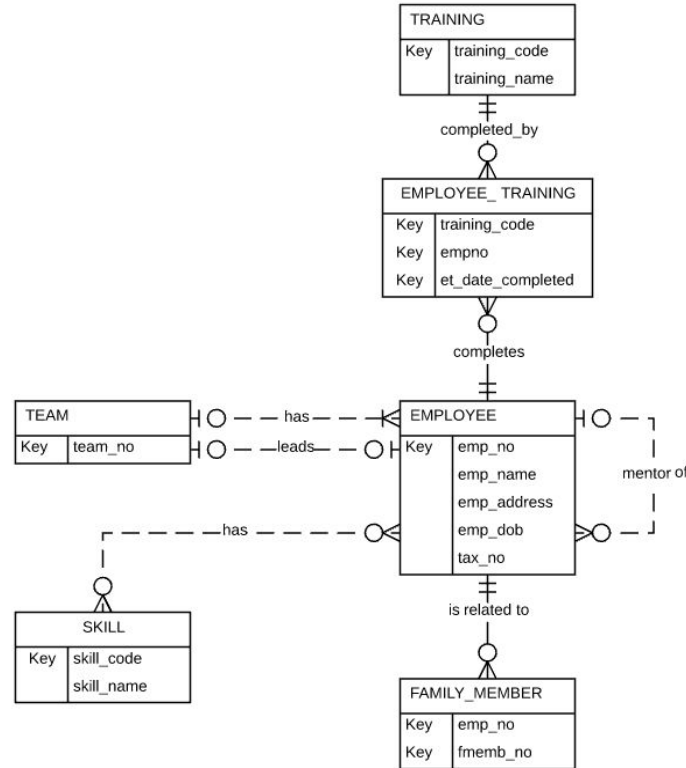 TRAINING
Key training_code
training_name
completed_by
EMPLOYEE_ TRAINING
Key training_code
Key empno
Key et_date_completed
completes
TEAM
Key team_no
has
leads
EMPLOYEE
Key emp_no
emp_name
emp_address
emp_dob
tax_no
mentor of
has
SKILL
Key skill_code
skill_name
is related to
FAMILY_MEMBER
Key emp_no
Key fmemb_no